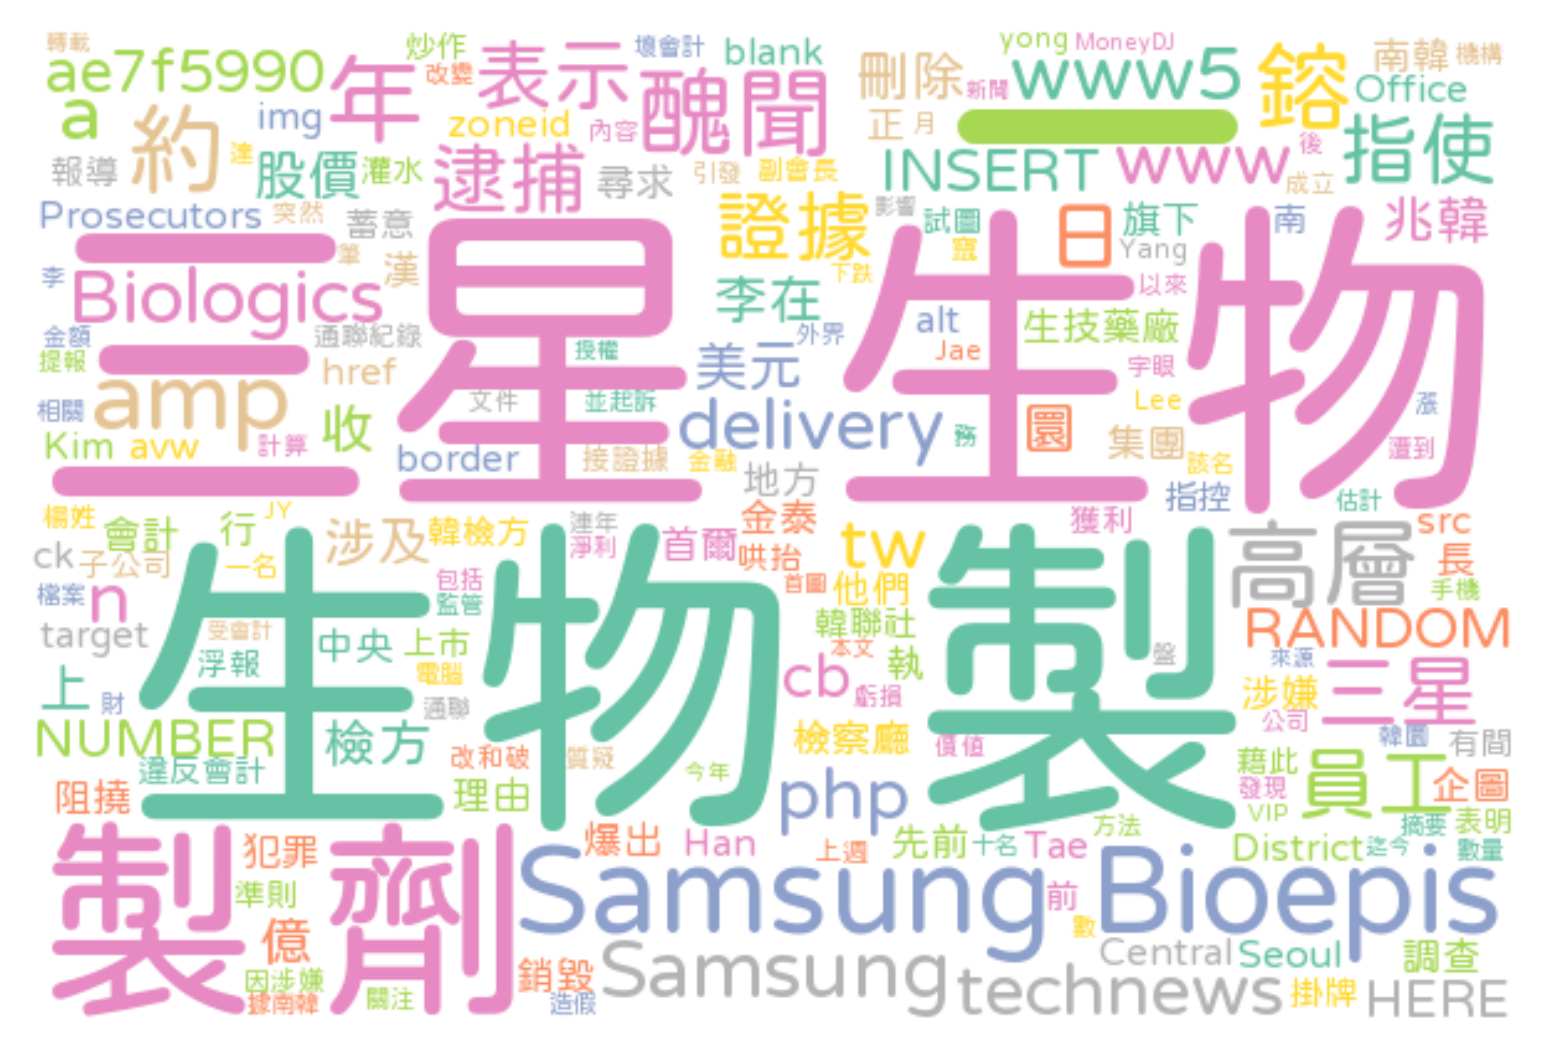 轉載 炒作 壞會計 yong MoneyDJ 南韓 機構
ae7f5990 年 改變 表示 blank 刪除 新聞 www5 鎔 Office
a 約 img zoneid 內容 醜聞 正 月 一
報導 達 股價 灌水 逮捕 尋求 引發 副會長 INSERT www 後 成立 指使
Prosecutors 突然 蓄意 證據 影響 試圖 日 旗下 南 兆韓
李 Biologics 筆 漢 下跌 窺 Yang 以來
三星生物
金額 通聯紀錄 李在 外界 alt 生技藥廠
提報 amp href 授權 美元 Jae 字眼
相關 收 文件 並起訴 delivery 務 圜 Lee 漲
Kim avw 計算 border 接證據 金融 集團 該名 遭到
地方 指控 估計
楊姓 會計 行 JY 涉及 韓檢方 連年 首爾 金泰 tw 獲利 高層 src
ck 子公司 一名 淨利 哄抬 長
檔案 n 包括 監管 首圖 他們 手機
target 受會計 中央 上市 韓聯社 RANDOM
生物製
上 浮報 電腦 cb 本文 執 盤 來源 三星
財 通聯 虧損 涉嫌 公司
NUMBER 檢方 改和破 質疑 今年 檢察廳 價值 韓圓 有間
違反會計 藉此 員工 企圖
阻撓 理由 php 發現 VIP
製劑 犯罪 爆出 Han 上週 先前 十名 Tae 方法 District 迄今 摘要 表明 數量
準則 Samsung Bioepis 前
億 數 Central Seoul 調查
因涉嫌 銷毀 Samsung technews 掛牌 HERE
據南韓 關注 造假